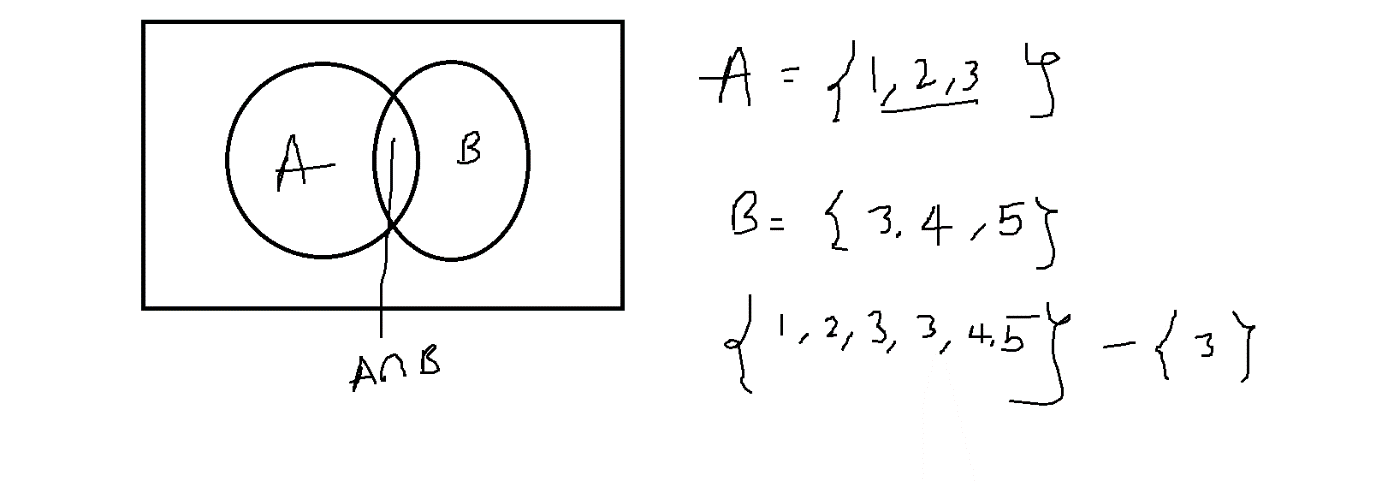 A B
A∩B
A = {1, 2, 3 }
B = { 3. 4 , 5}
{ 1, 2, 3, 3, 4.5} - { 3 }